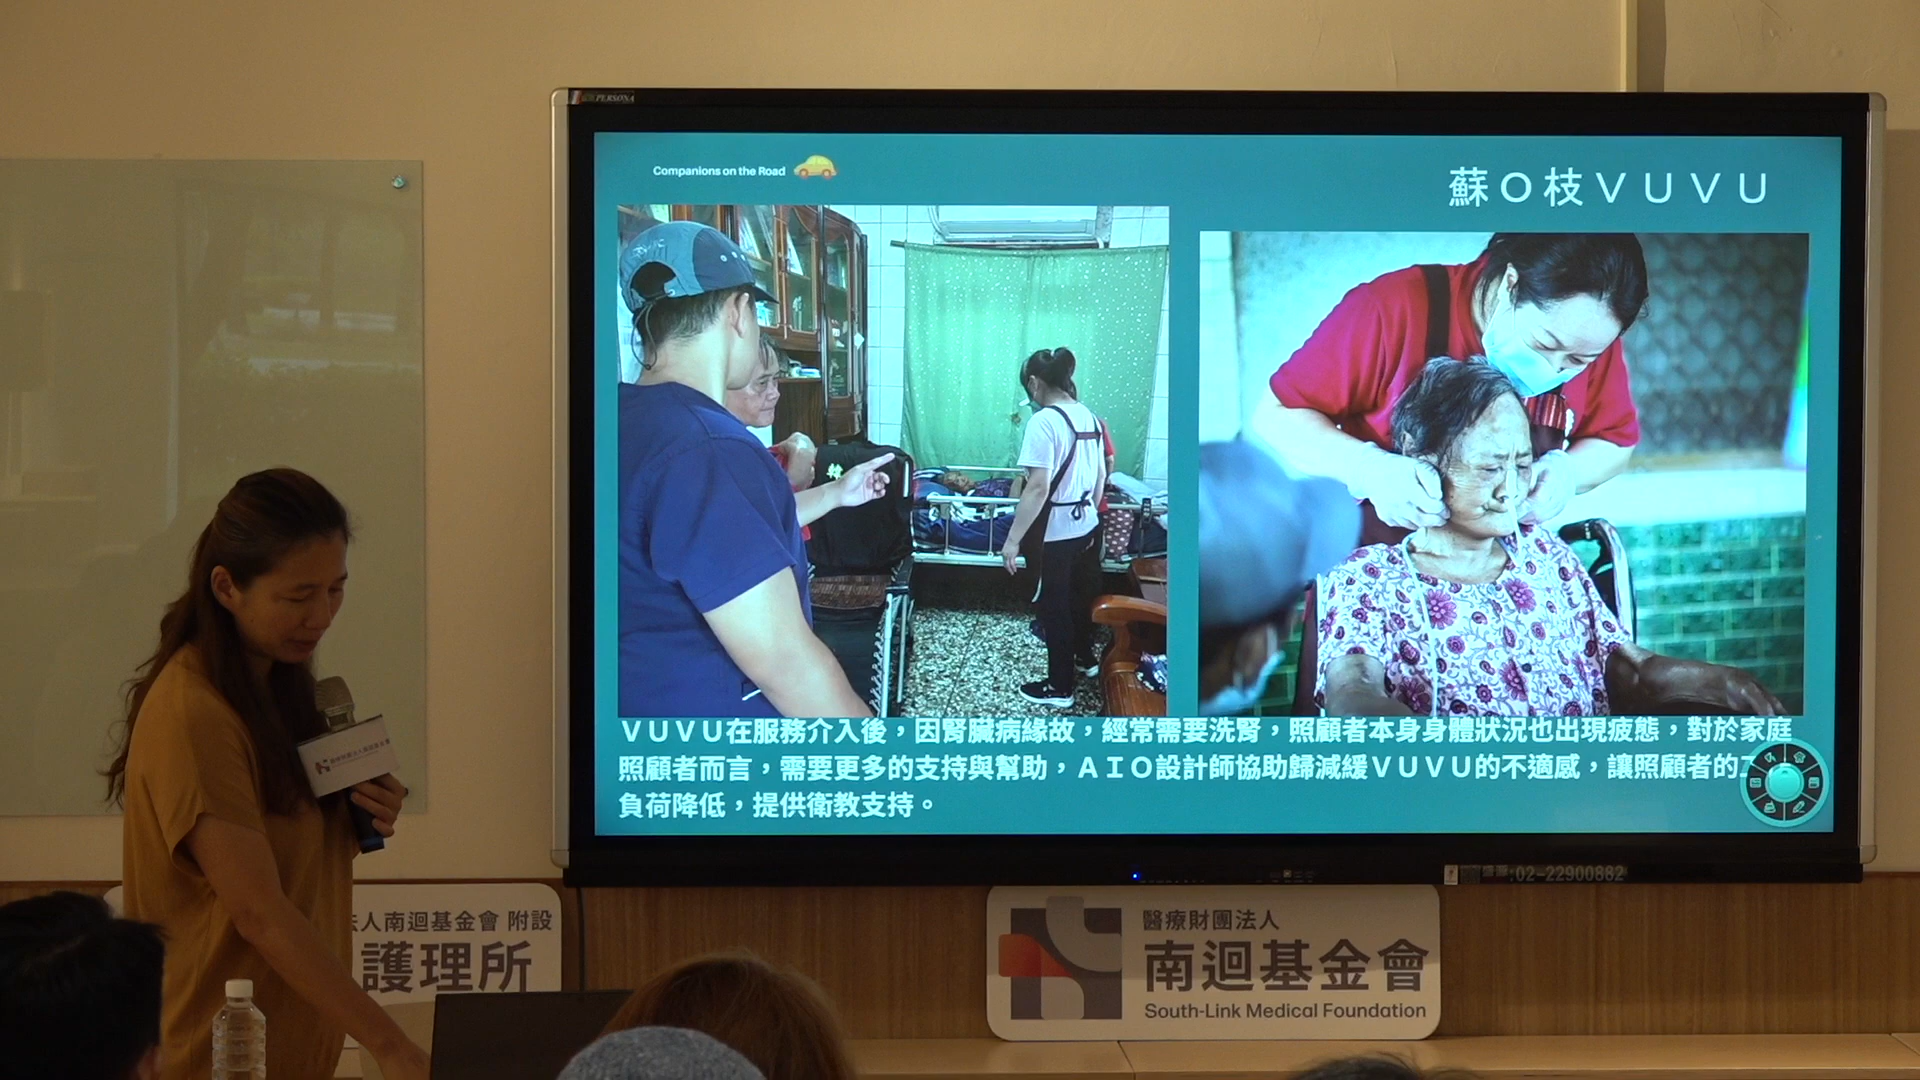 PERSONA
Companions on the Road
蘇O枝VUVU
VUVU在服務介入後，因腎臟病緣故，經常需要洗腎，照顧者本身身體狀況也出現疲態，對於家庭
照顧者而言，需要更多的支持與幫助，AIO設計師協助歸減緩VUVU的不適感，讓照顧者的
負荷降低，提供衛教支持。
:02-22900882
法人南迴基金會 附設
護理所
醫療財團法人
南迴基金會
South-Link Medical Foundation